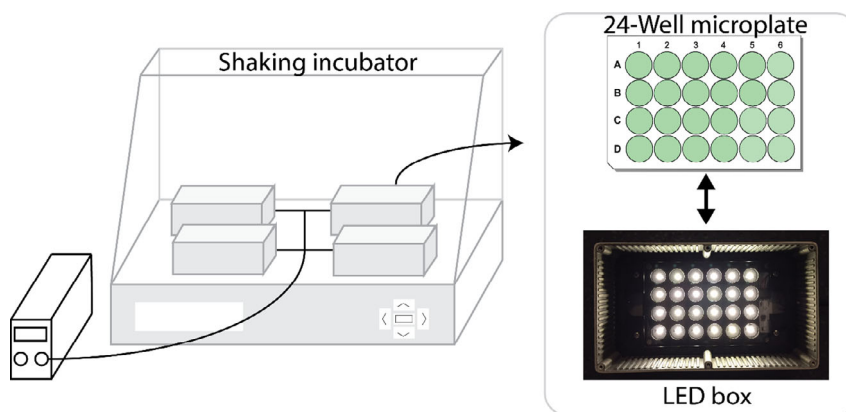 Shaking incubator
24-Well microplate
1 2 3 4 5 6
A
B
C
D
LED box